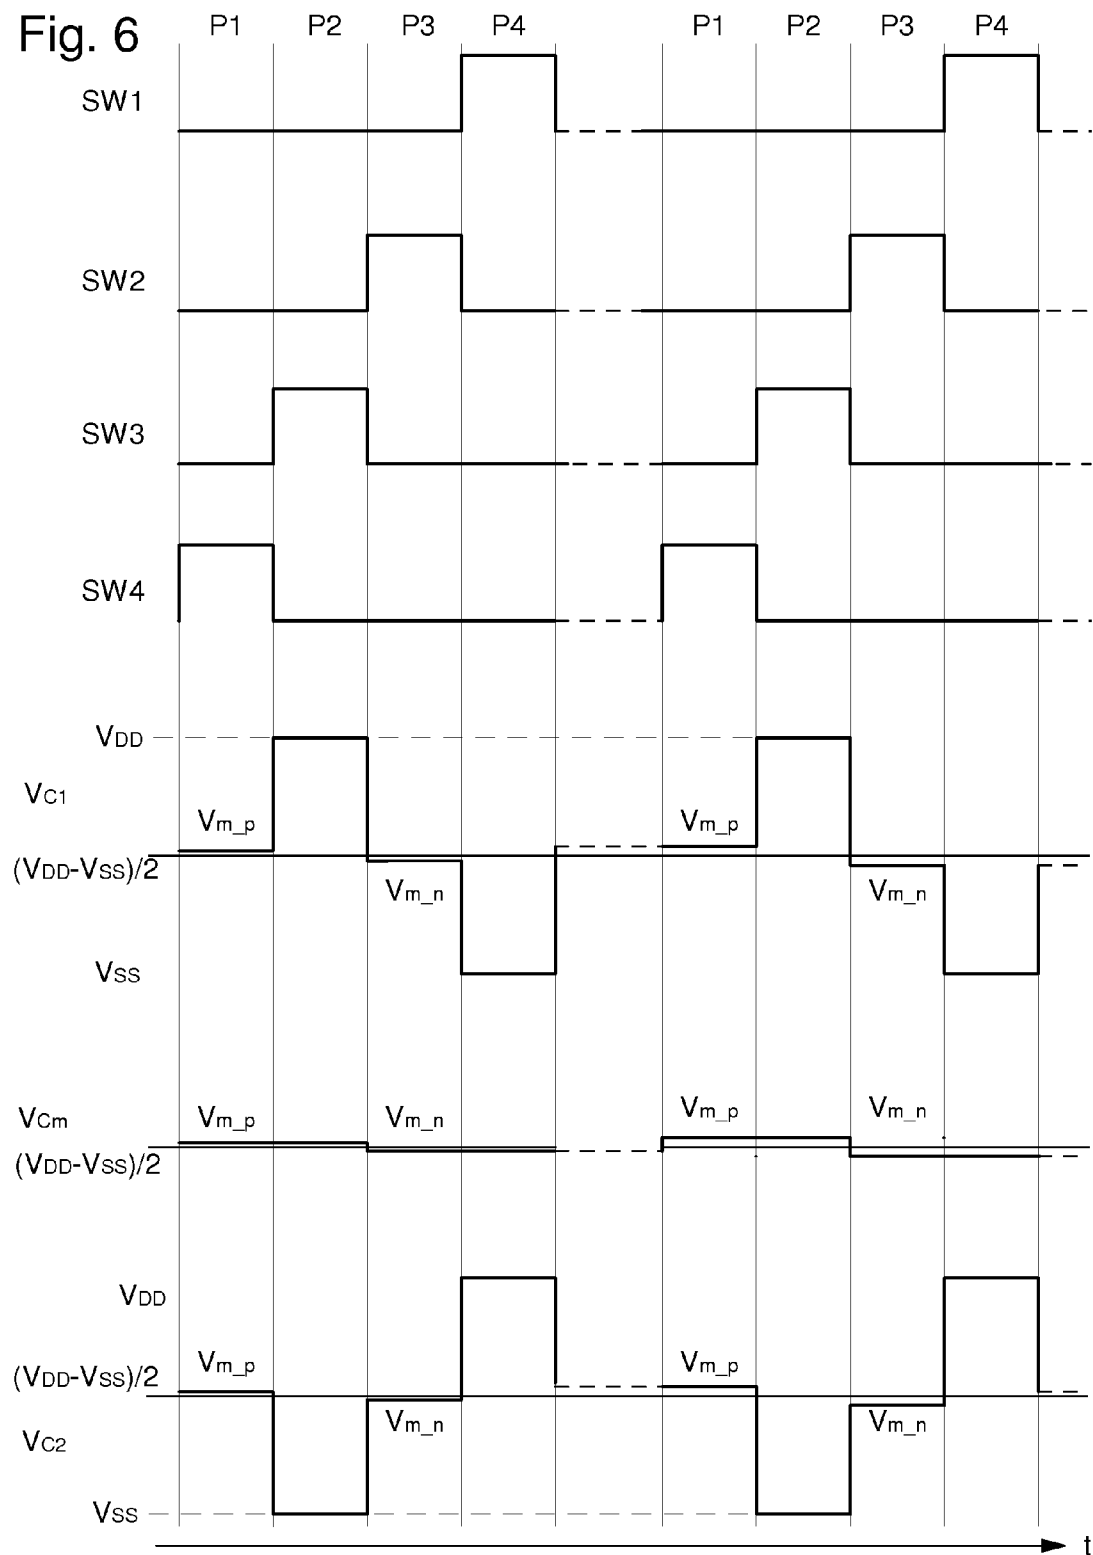 Fig. 6
P1 P2 P3 P4 P1 P2 P3 P4
SW1
SW2
SW3
SW4
VDD
VC1
Vm_p Vm_p
(VDD-VSS)/2
Vm_n Vm_n
VSS
VCm
Vm_p Vm_n Vm_p Vm_n
(VDD-VSS)/2
VDD
Vm_p Vm_p
(VDD-VSS)/2
Vm_n Vm_n
VC2
VSS
t